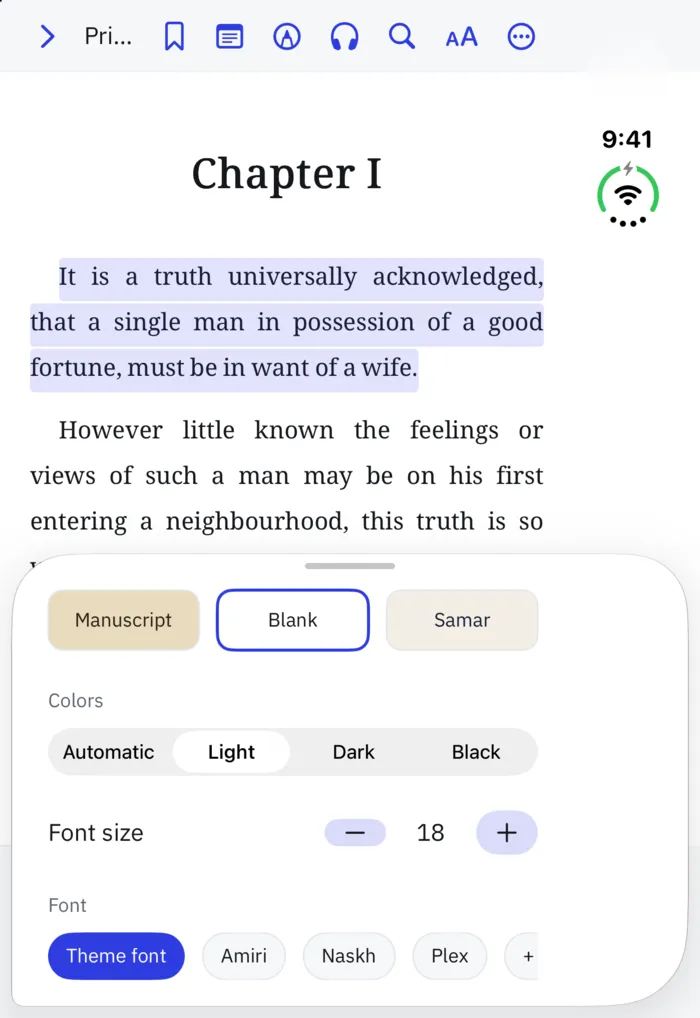 Pri...
AA
9:41
Chapter I
It is a truth universally acknowledged,
that a single man in possession of a good
fortune, must be in want of a wife.
However little known the feelings or
views of such a man may be on his first
entering a neighbourhood, this truth is so
Manuscript Blank Samar
Colors
Automatic Light Dark Black
Font size − 18 +
Font
Theme font Amiri Naskh Plex +